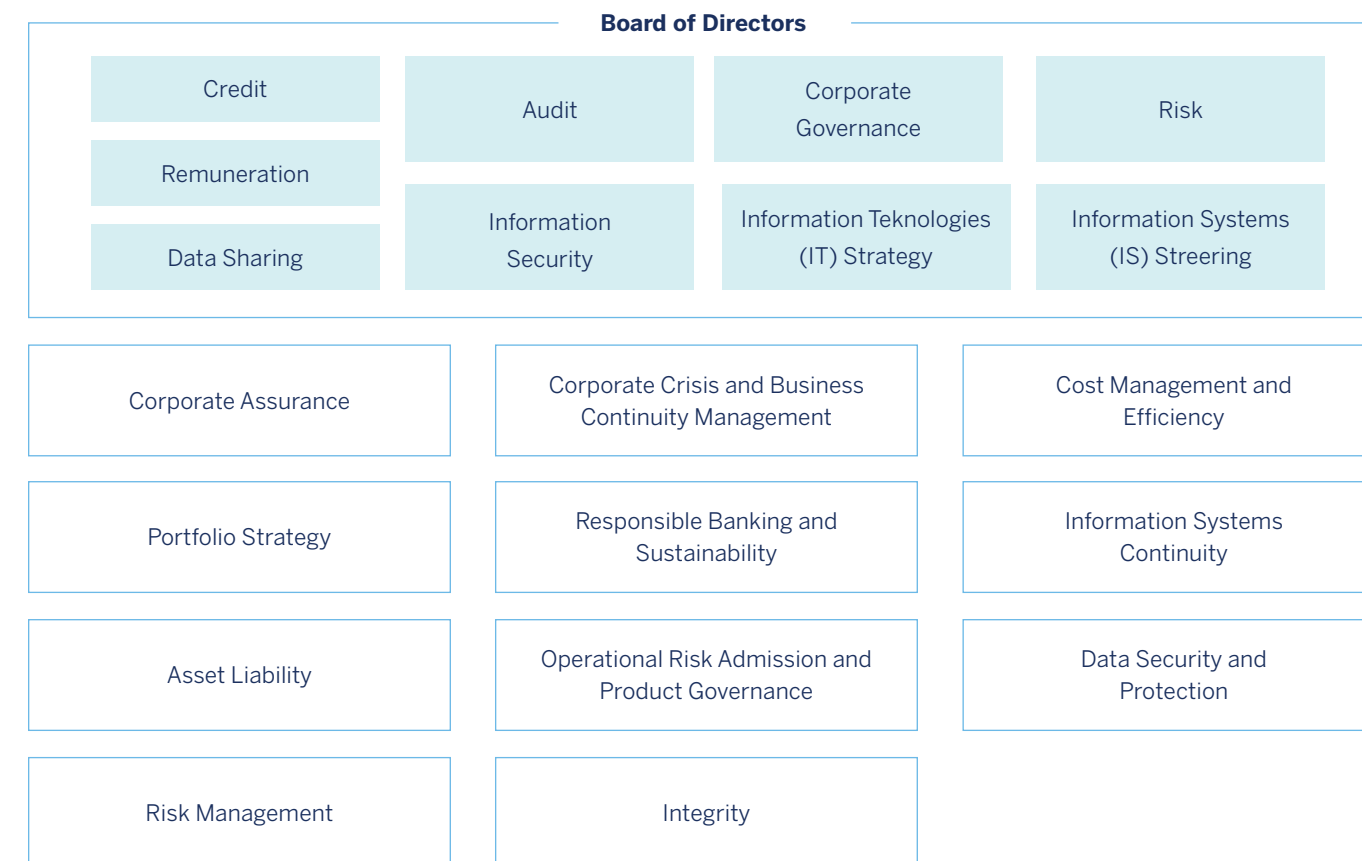 Board of Directors
Credit
Remuneration
Data Sharing
Audit
Corporate
Governance
Risk
Information
Security
Information Teknologies
(IT) Strategy
Information Systems
(IS) Streering
Corporate Assurance
Corporate Crisis and Business
Continuity Management
Cost Management and
Efficiency
Portfolio Strategy
Responsible Banking and
Sustainability
Information Systems
Continuity
Asset Liability
Operational Risk Admission and
Product Governance
Data Security and
Protection
Risk Management
Integrity